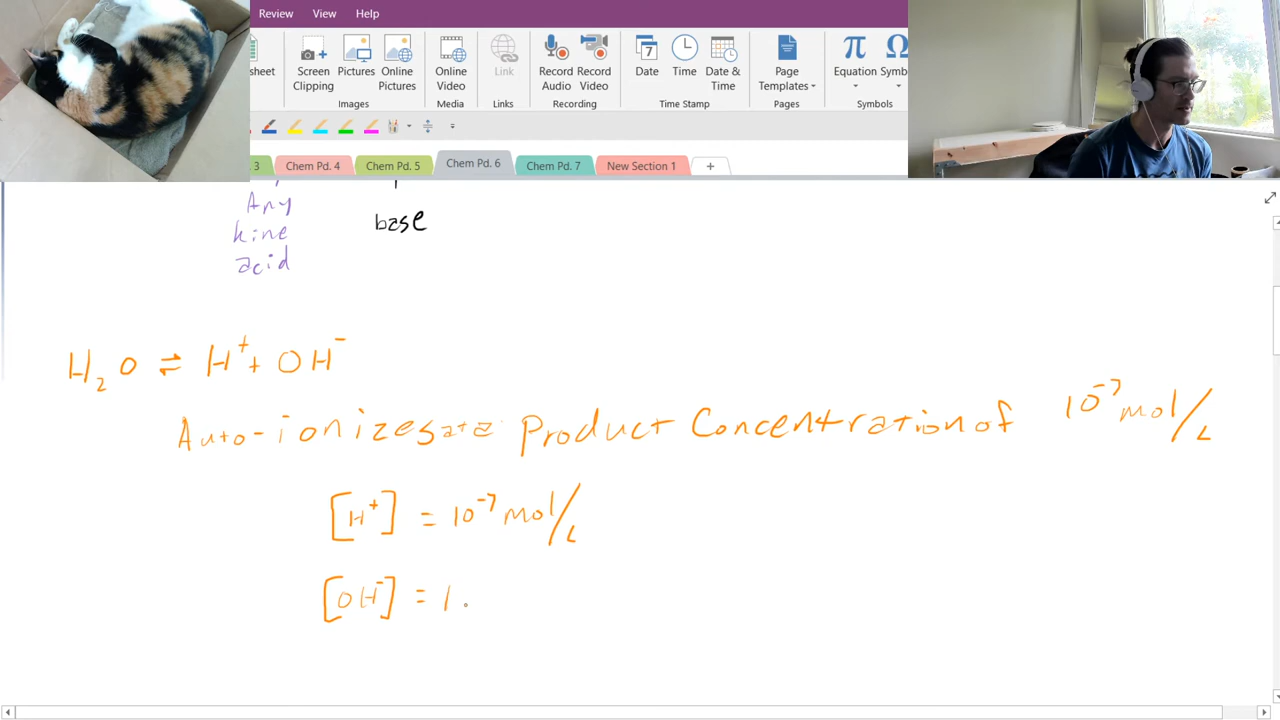 Review View Help
sheet Screen Clipping Pictures Online Pictures Online Video Link Record Audio Record Video Date Time Date & Time Page Templates Equation Symb
Images Media Links Recording Time Stamp Pages Symbols
3 Chem Pd. 4 Chem Pd. 5 Chem Pd. 6 Chem Pd. 7 New Section 1 +
Any
kine
acid
base
H₂O ⇌ H⁺ + OH⁻
Auto-ionizes at a Product Concentration of 10⁻⁷ mol/L
[H⁺] = 10⁻⁷ mol/L
[OH⁻] = 1